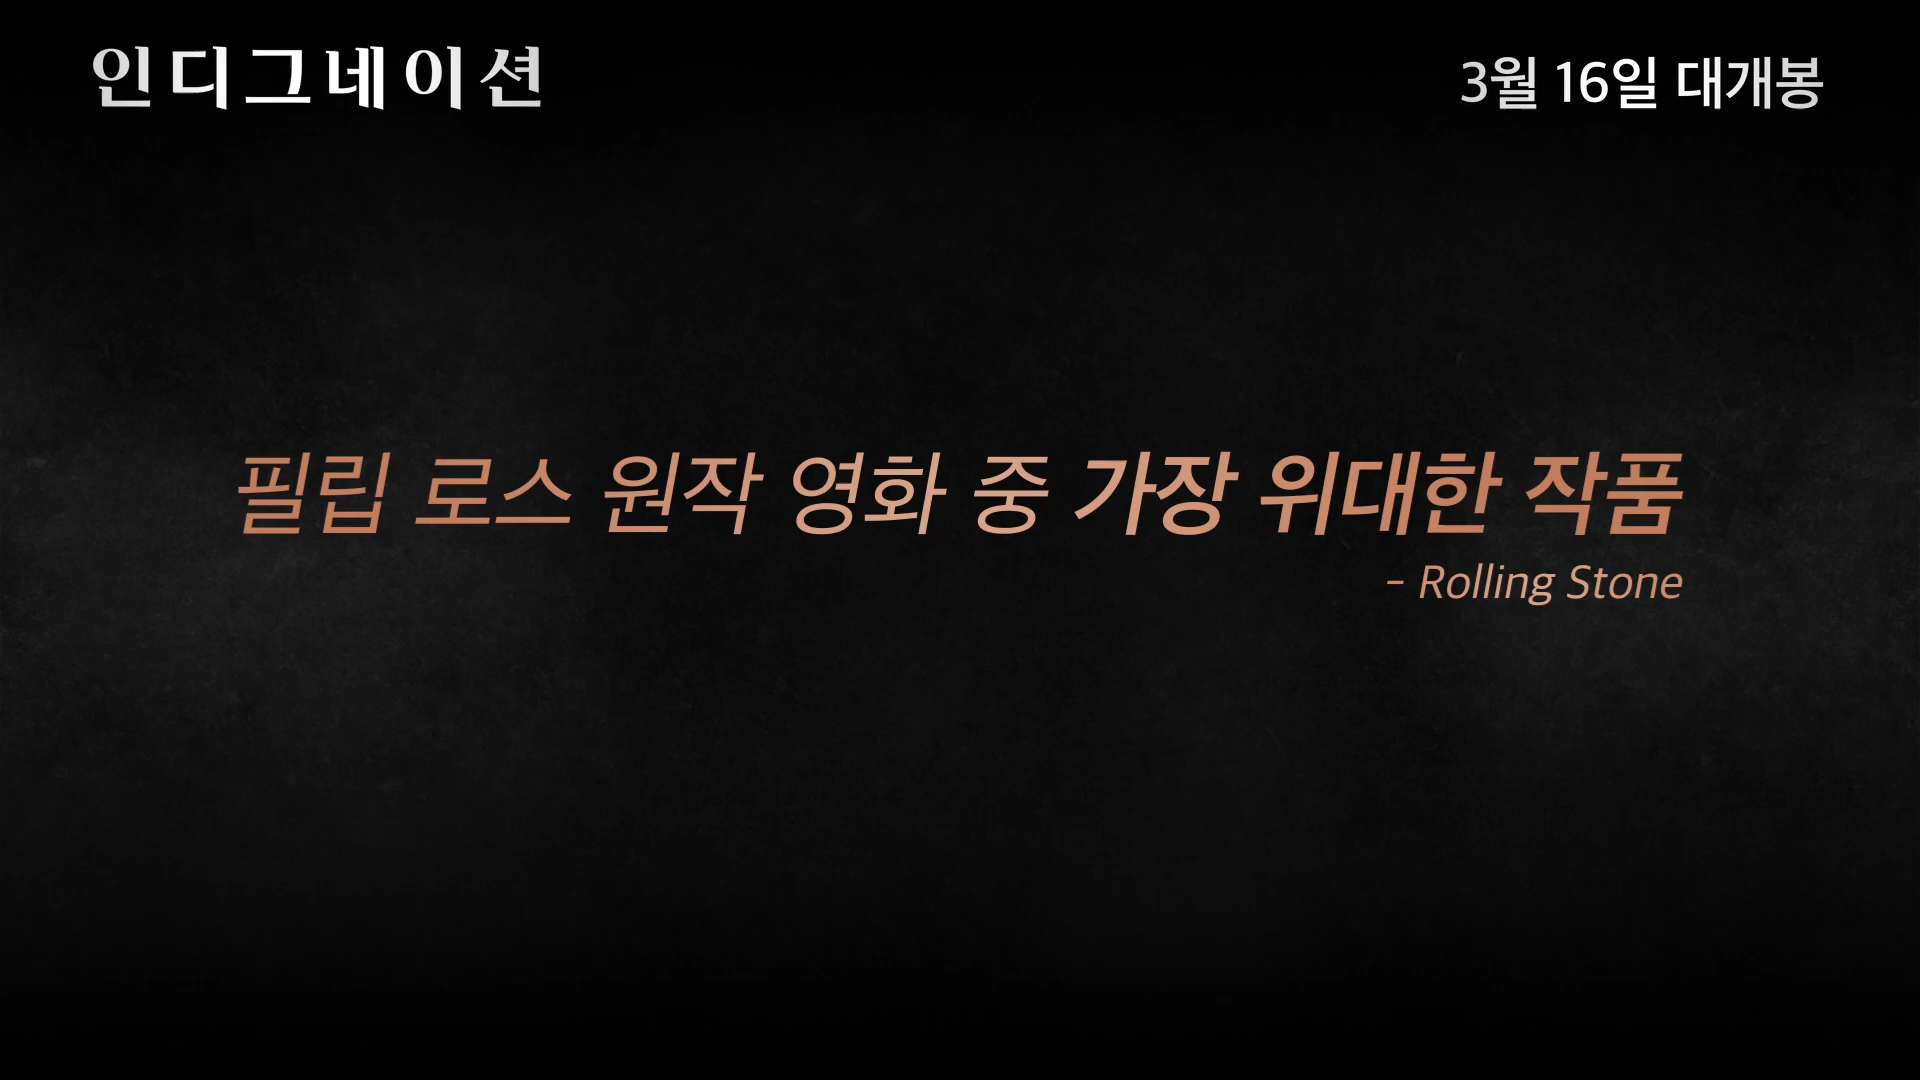 인디그네이션
3월 16일 대개봉
필립 로스 원작 영화 중 가장 위대한 작품
- Rolling Stone